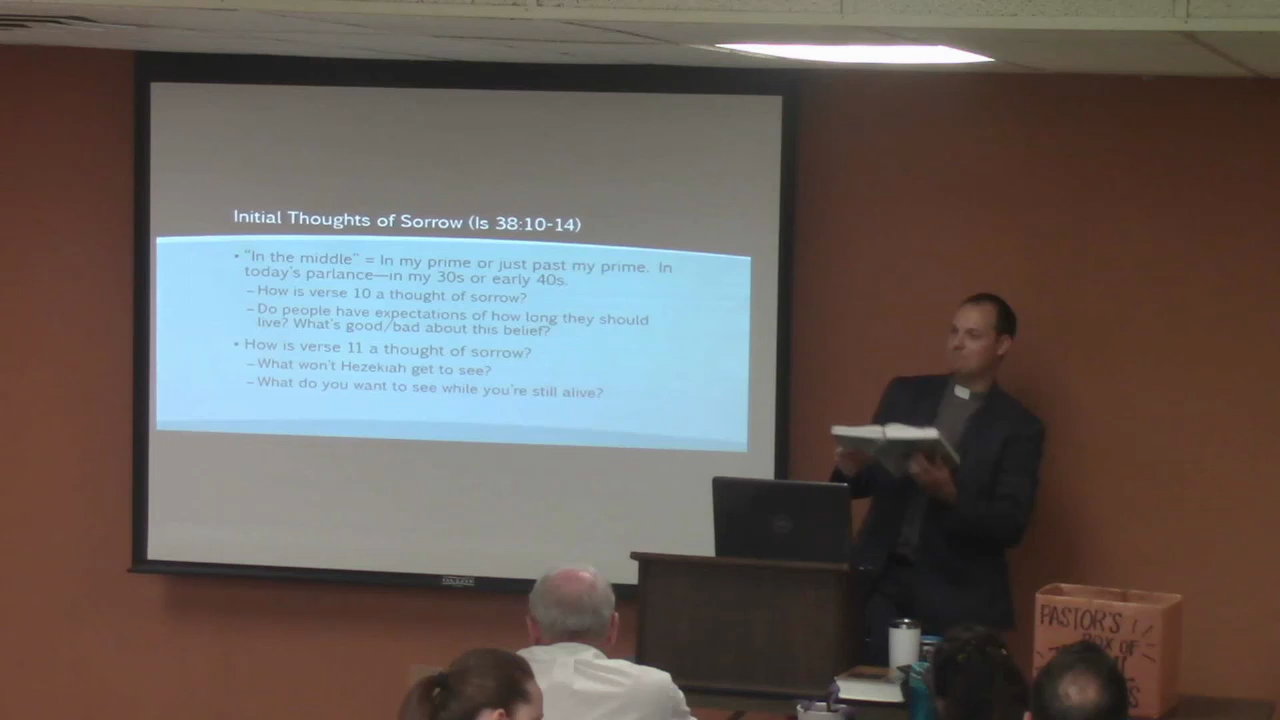 Initial Thoughts of Sorrow (Is 38:10-14)
• "In the middle" = In my prime or just past my prime. In
today's parlance—in my 30s or early 40s.
– How is verse 10 a thought of sorrow?
– Do people have expectations of how long they should
live? What's good/bad about this belief?
• How is verse 11 a thought of sorrow?
– What won't Hezekiah get to see?
– What do you want to see while you're still alive?
PASTOR'S
BOX OF